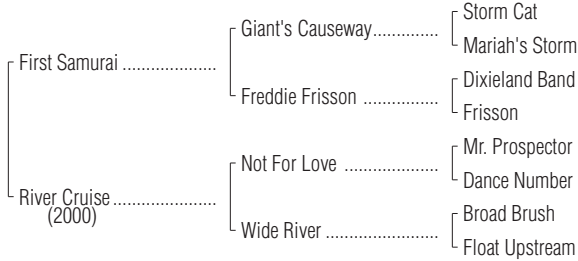 Storm Cat
Giant's Causeway..............
Mariah's Storm
First Samurai ....................
Dixieland Band
Freddie Frisson ................
Frisson
Mr. Prospector
Not For Love ....................
Dance Number
River Cruise......................
(2000)
Broad Brush
Wide River ........................
Float Upstream